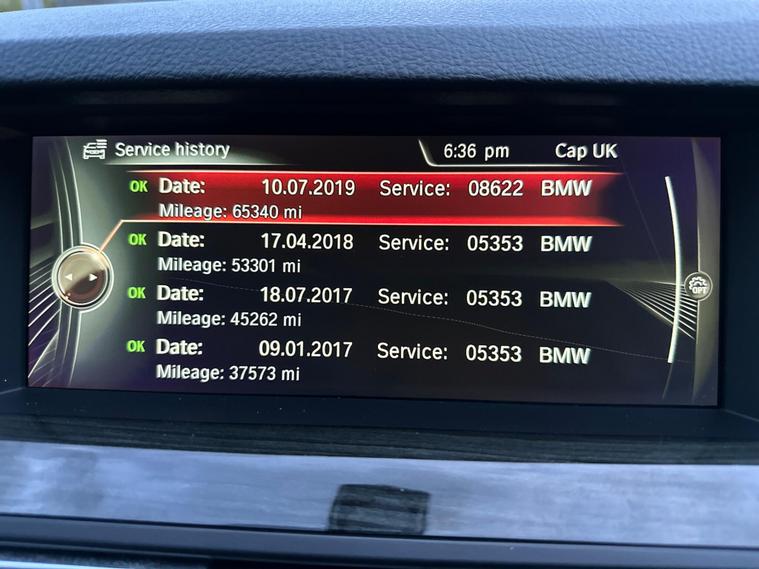 Service history 6:36 pm Cap UK
OK Date: 10.07.2019 Service: 08622 BMW
Mileage: 65340 mi
OK Date: 17.04.2018 Service: 05353 BMW
Mileage: 53301 mi
OK Date: 18.07.2017 Service: 05353 BMW
Mileage: 45262 mi
OK Date: 09.01.2017 Service: 05353 BMW
Mileage: 37573 mi
OPT